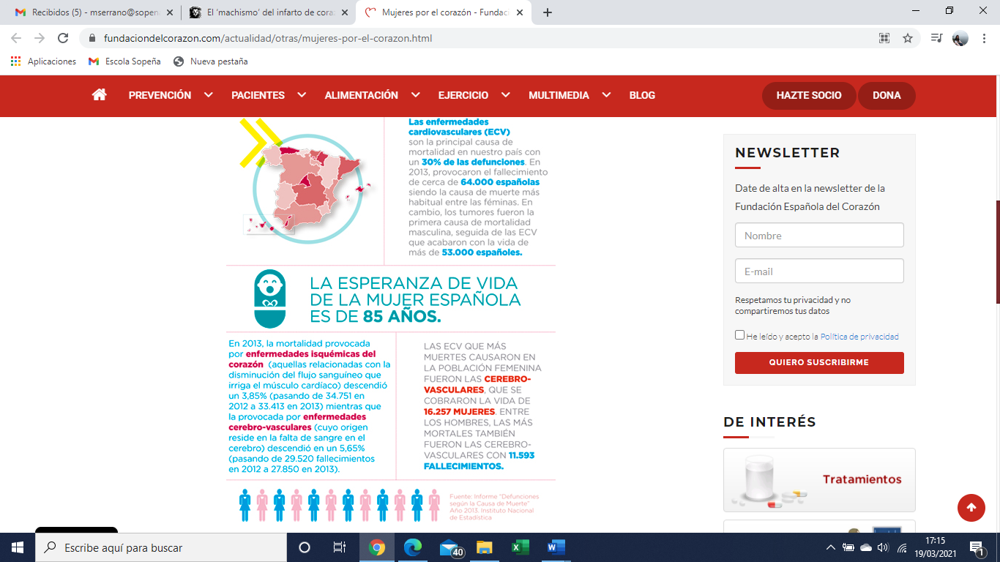 Recibidos (5) - mserrano@sopen
El 'machismo' del infarto de cora
Mujeres por el corazón - Fundac
fundaciondelcorazon.com/actualidad/otras/mujeres-por-el-corazon.html
Aplicaciones
Escola Sopeña
Nueva pestaña
PREVENCIÓN
PACIENTES
ALIMENTACIÓN
EJERCICIO
MULTIMEDIA
BLOG
HAZTE SOCIO
DONA
Las enfermedades
cardiovasculares (ECV)
son la principal causa de
mortalidad en nuestro país con
un 30% de las defunciones. En
2013, provocaron el fallecimiento
de cerca de 64.000 españolas
siendo la causa de muerte más
habitual entre las féminas. En
cambio, los tumores fueron la
primera causa de mortalidad
masculina, seguida de las ECV
que acabaron con la vida de
más de 53.000 españoles.
LA ESPERANZA DE VIDA
DE LA MUJER ESPAÑOLA
ES DE 85 AÑOS.
En 2013, la mortalidad provocada
por enfermedades isquémicas del
corazón (aquellas relacionadas con la
disminución del flujo sanguíneo que
irriga el músculo cardíaco) descendió
un 3,85% (pasando de 34.751 en
2012 a 33.413 en 2013) mientras que
la provocada por enfermedades
cerebro-vasculares (cuyo origen
reside en la falta de sangre en el
cerebro) descendió en un 5,65%
(pasando de 29.520 fallecimientos
en 2012 a 27.850 en 2013).
LAS ECV QUE MÁS
MUERTES CAUSARON EN
LA POBLACIÓN FEMENINA
FUERON LAS CEREBRO-
VASCULARES, QUE SE
COBRARON LA VIDA DE
16.257 MUJERES. ENTRE
LOS HOMBRES, LAS MÁS
MORTALES TAMBIÉN
FUERON LAS CEREBRO-
VASCULARES CON 11.593
FALLECIMIENTOS.
Fuente: Informe "Defunciones
según la Causa de Muerte"
Año 2013. Instituto Nacional
de Estadística
NEWSLETTER
Date de alta en la newsletter de la
Fundación Española del Corazón
Nombre
E-mail
Respetamos tu privacidad y no
compartiremos tus datos
He leído y acepto la Política de privacidad
QUIERO SUSCRIBIRME
DE INTERÉS
Tratamientos
Escribe aquí para buscar
40
17:15
19/03/2021
1